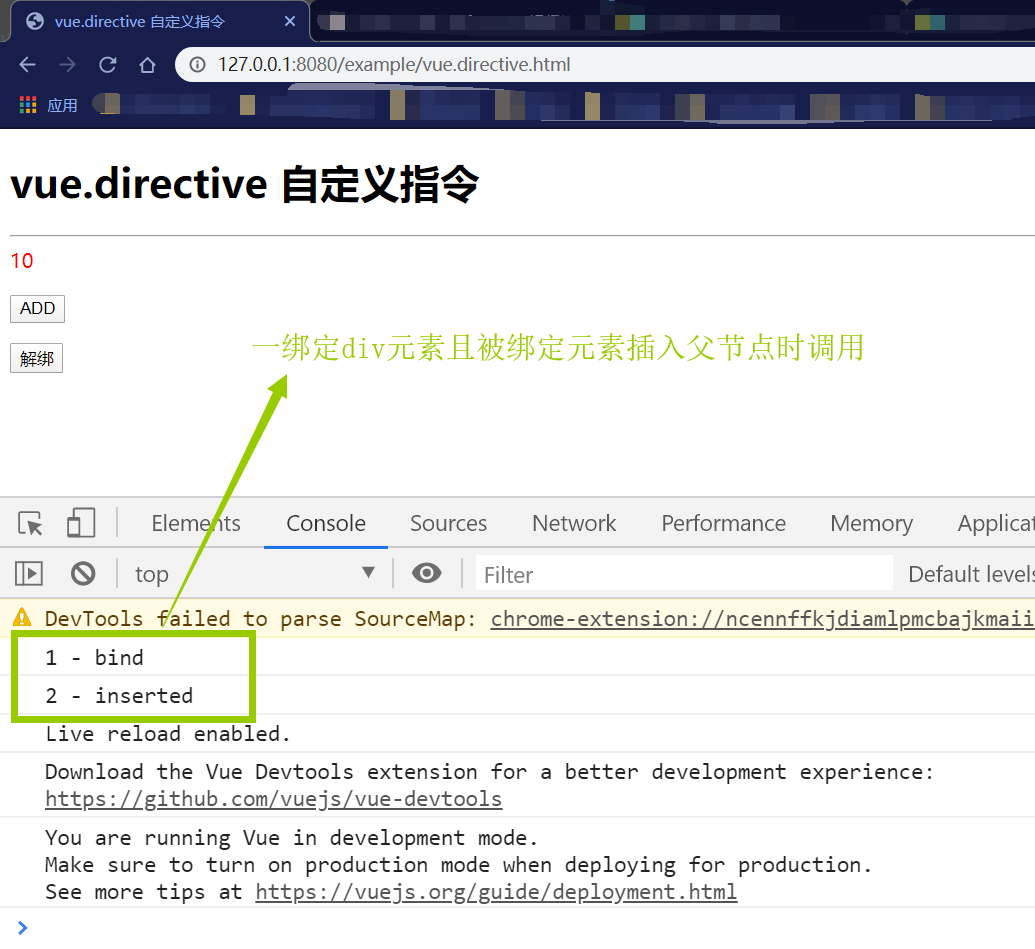 vue.directive 自定义指令
127.0.0.1:8080/example/vue.directive.html
应用
vue.directive 自定义指令
10
ADD
解绑
一绑定div元素且被绑定元素插入父节点时调用
Elements Console Sources Network Performance Memory Applicat
top Filter Default levels
DevTools failed to parse SourceMap: chrome-extension://ncennffkjdiamlpmcbajkmaii
1 - bind
2 - inserted
Live reload enabled.
Download the Vue Devtools extension for a better development experience:
https://github.com/vuejs/vue-devtools
You are running Vue in development mode.
Make sure to turn on production mode when deploying for production.
See more tips at https://vuejs.org/guide/deployment.html